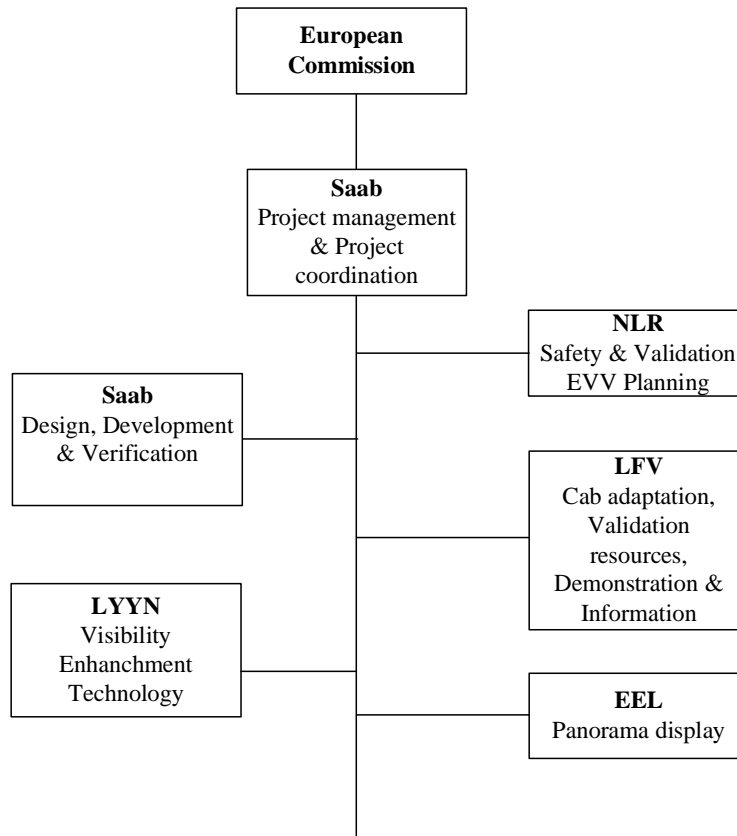 European
Commission
Saab
Project management
& Project
coordination
NLR
Safety & Validation
EVV Planning
Saab
Design, Development
& Verification
LFV
Cab adaptation,
Validation
resources,
Demonstration &
Information
LYYN
Visibility
Enhanchment
Technology
EEL
Panorama display